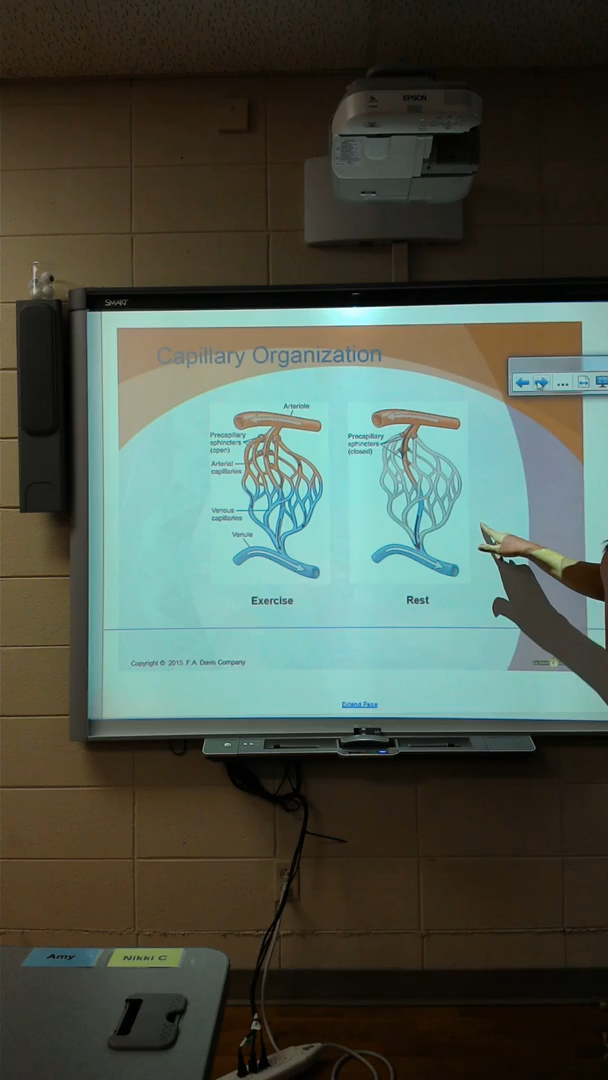 EPSON
SMART
Capillary Organization
Arteriole
Precapillary
sphincters
(open)
Arterial
capillaries
Venous
capillaries
Venule
Precapillary
sphincters
(closed)
Exercise
Rest
Copyright © 2015. F.A. Davis Company
Extend Page
Amy
Nikki C